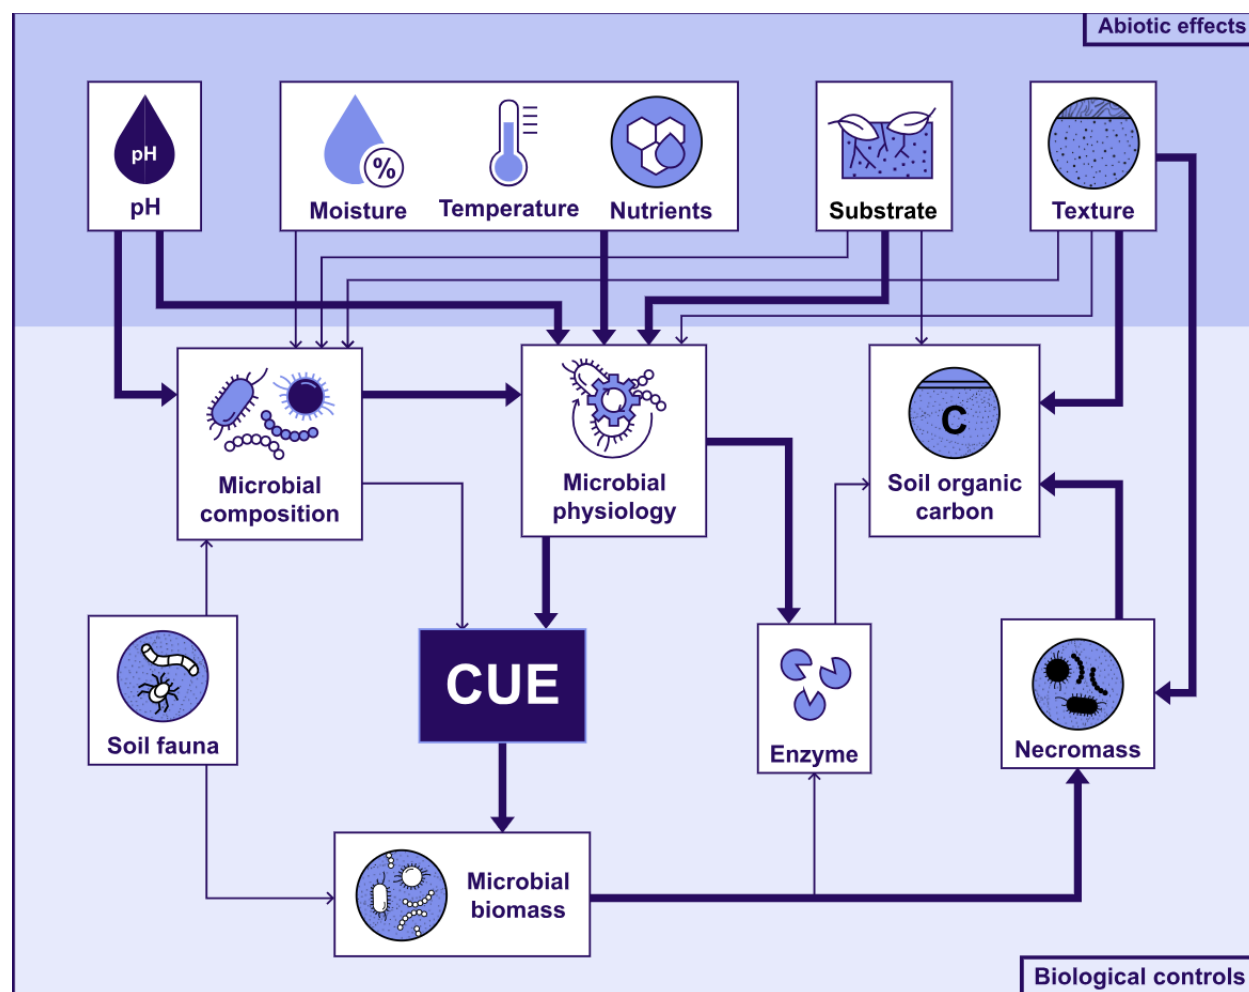 Abiotic effects
pH
pH
%
Moisture
Temperature
Nutrients
Substrate
Texture
Microbial
composition
Microbial
physiology
C
Soil organic
carbon
Soil fauna
CUE
Enzyme
Necromass
Microbial
biomass
Biological controls